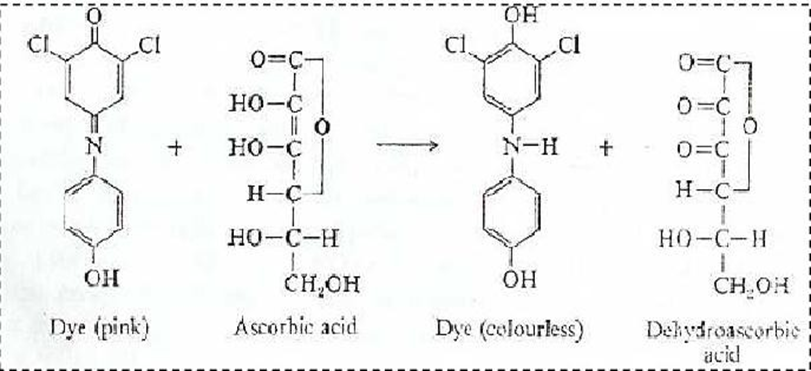 O
Cl Cl
N
OH
Dye (pink)
+
O=C
HO-C
HO-C
O
H-C
HO-C-H
CH₂OH
Ascorbic acid
OH
Cl Cl
N-H
OH
Dye (colourless)
+
O=C
O=C
O=C
O
H-C
HO-C-H
CH₂OH
Dehydroascorbic
acid